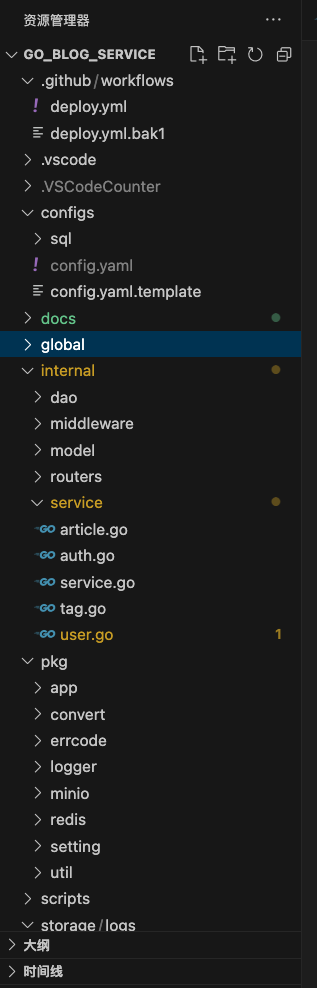 资源管理器
GO_BLOG_SERVICE
.github/workflows
! deploy.yml
deploy.yml.bak1
.vscode
.VSCodeCounter
configs
sql
! config.yaml
config.yaml.template
docs
global
internal
dao
middleware
model
routers
service
GO article.go
GO auth.go
GO service.go
GO tag.go
GO user.go 1
pkg
app
convert
errcode
logger
minio
redis
setting
util
scripts
storage/logs
大纲
时间线